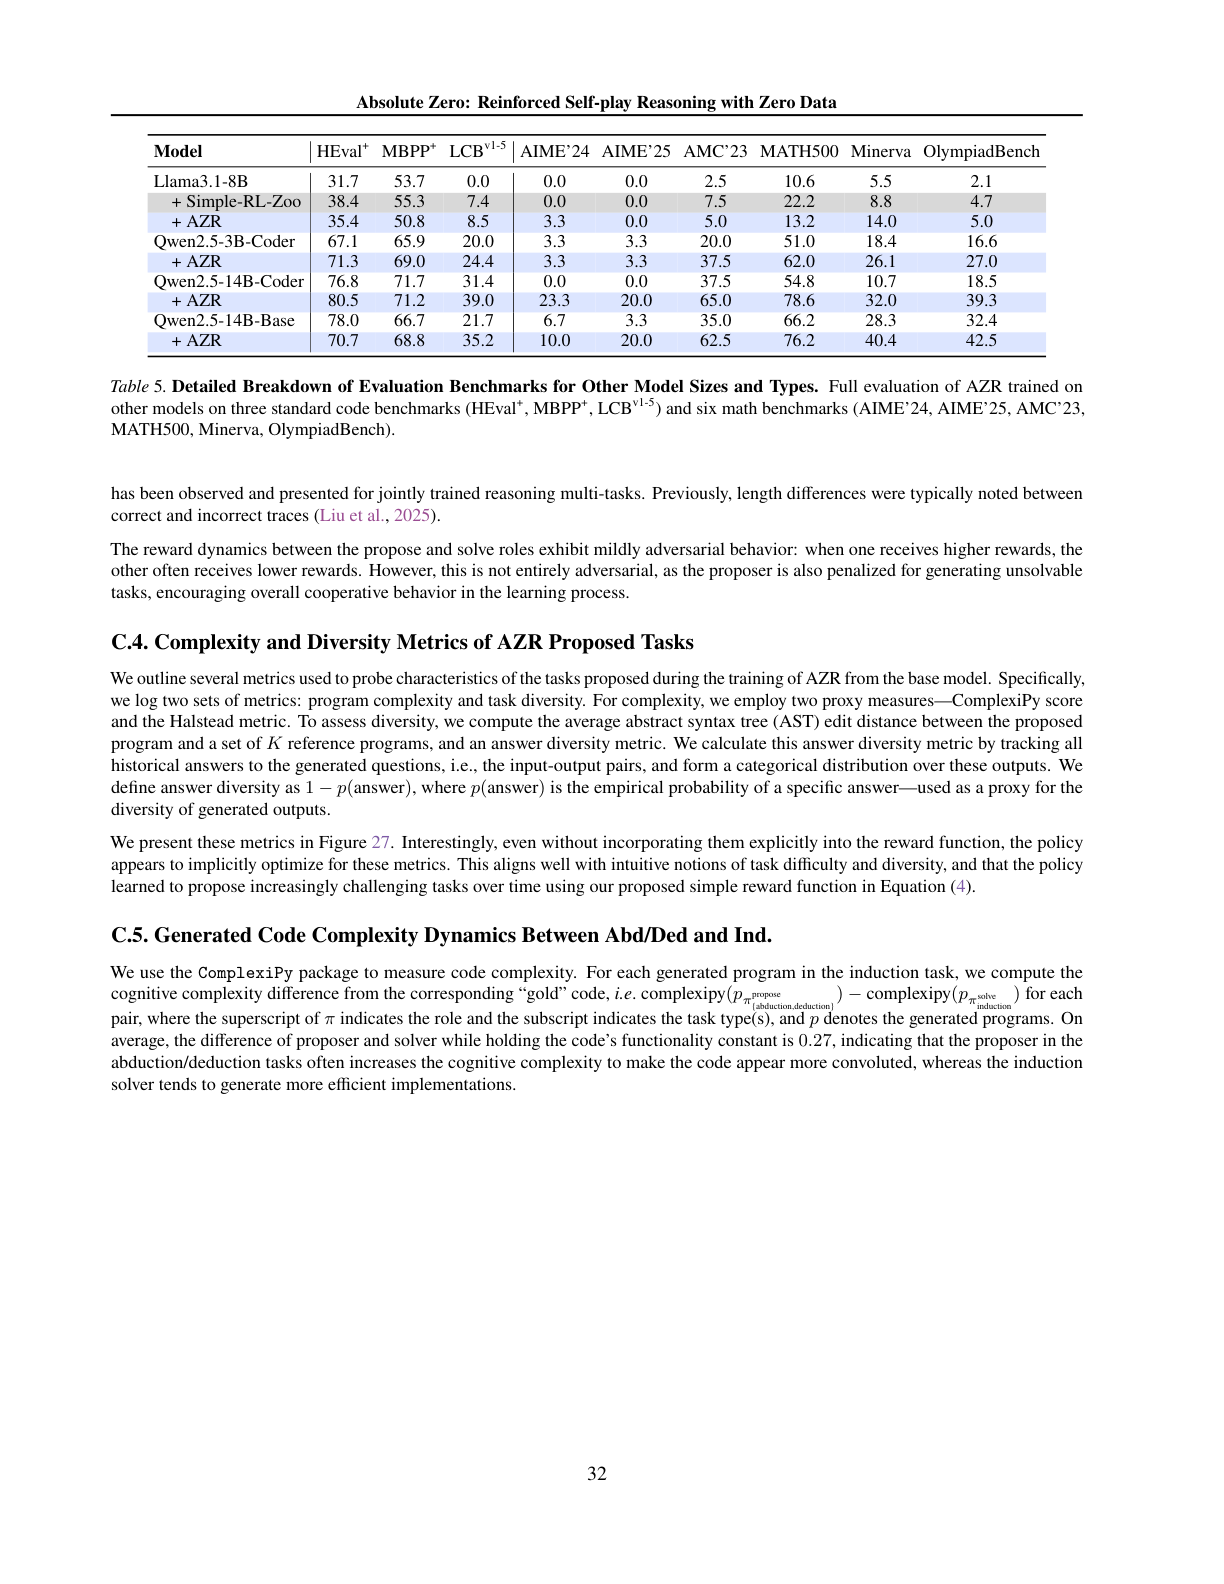 Absolute Zero: Reinforced Self-play Reasoning with Zero Data
Model HEval+ MBPP+ LCBv1-5 AIME'24 AIME'25 AMC'23 MATH500 Minerva OlympiadBench
Llama3.1-8B 31.7 53.7 0.0 0.0 0.0 2.5 10.6 5.5 2.1
+ Simple-RL-Zoo 38.4 55.3 7.4 0.0 0.0 7.5 22.2 8.8 4.7
+ AZR 35.4 50.8 8.5 3.3 0.0 5.0 13.2 14.0 5.0
Qwen2.5-3B-Coder 67.1 65.9 20.0 3.3 3.3 20.0 51.0 18.4 16.6
+ AZR 71.3 69.0 24.4 3.3 3.3 37.5 62.0 26.1 27.0
Qwen2.5-14B-Coder 76.8 71.7 31.4 0.0 0.0 37.5 54.8 10.7 18.5
+ AZR 80.5 71.2 39.0 23.3 20.0 65.0 78.6 32.0 39.3
Qwen2.5-14B-Base 78.0 66.7 21.7 6.7 3.3 35.0 66.2 28.3 32.4
+ AZR 70.7 68.8 35.2 10.0 20.0 62.5 76.2 40.4 42.5
Table 5. Detailed Breakdown of Evaluation Benchmarks for Other Model Sizes and Types. Full evaluation of AZR trained on
other models on three standard code benchmarks (HEval+, MBPP+, LCBv1-5) and six math benchmarks (AIME'24, AIME'25, AMC'23,
MATH500, Minerva, OlympiadBench).
has been observed and presented for jointly trained reasoning multi-tasks. Previously, length differences were typically noted between
correct and incorrect traces (Liu et al., 2025).
The reward dynamics between the propose and solve roles exhibit mildly adversarial behavior: when one receives higher rewards, the
other often receives lower rewards. However, this is not entirely adversarial, as the proposer is also penalized for generating unsolvable
tasks, encouraging overall cooperative behavior in the learning process.
C.4. Complexity and Diversity Metrics of AZR Proposed Tasks
We outline several metrics used to probe characteristics of the tasks proposed during the training of AZR from the base model. Specifically,
we log two sets of metrics: program complexity and task diversity. For complexity, we employ two proxy measures—ComplexiPy score
and the Halstead metric. To assess diversity, we compute the average abstract syntax tree (AST) edit distance between the proposed
program and a set of K reference programs, and an answer diversity metric. We calculate this answer diversity metric by tracking all
historical answers to the generated questions, i.e., the input-output pairs, and form a categorical distribution over these outputs. We
define answer diversity as 1 − p(answer), where p(answer) is the empirical probability of a specific answer—used as a proxy for the
diversity of generated outputs.
We present these metrics in Figure 27. Interestingly, even without incorporating them explicitly into the reward function, the policy
appears to implicitly optimize for these metrics. This aligns well with intuitive notions of task difficulty and diversity, and that the policy
learned to propose increasingly challenging tasks over time using our proposed simple reward function in Equation (4).
C.5. Generated Code Complexity Dynamics Between Abd/Ded and Ind.
We use the ComplexiPy package to measure code complexity. For each generated program in the induction task, we compute the
cognitive complexity difference from the corresponding “gold” code, i.e. complexipy(p_π^propose_{abduction,deduction}) − complexipy(p_π^solve_induction) for each
pair, where the superscript of π indicates the role and the subscript indicates the task type(s), and p denotes the generated programs. On
average, the difference of proposer and solver while holding the code's functionality constant is 0.27, indicating that the proposer in the
abduction/deduction tasks often increases the cognitive complexity to make the code appear more convoluted, whereas the induction
solver tends to generate more efficient implementations.
32